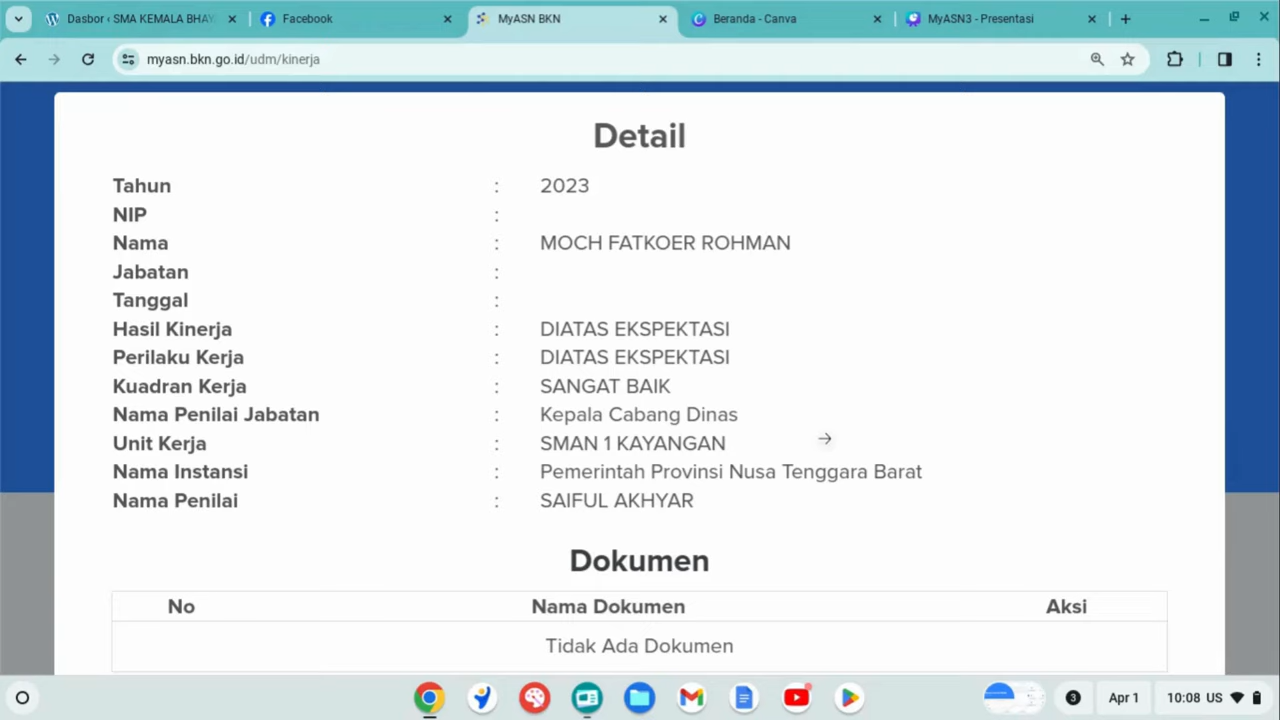 Dasbor ‹ SMA KEMALA BHAY
Facebook
MyASN BKN
Beranda - Canva
MyASN3 - Presentasi
myasn.bkn.go.id/udm/kinerja
Detail
Tahun : 2023
NIP :
Nama : MOCH FATKOER ROHMAN
Jabatan :
Tanggal :
Hasil Kinerja : DIATAS EKSPEKTASI
Perilaku Kerja : DIATAS EKSPEKTASI
Kuadran Kerja : SANGAT BAIK
Nama Penilai Jabatan : Kepala Cabang Dinas
Unit Kerja : SMAN 1 KAYANGAN
Nama Instansi : Pemerintah Provinsi Nusa Tenggara Barat
Nama Penilai : SAIFUL AKHYAR
Dokumen
No Nama Dokumen Aksi
Tidak Ada Dokumen
3 Apr 1 10:08 US